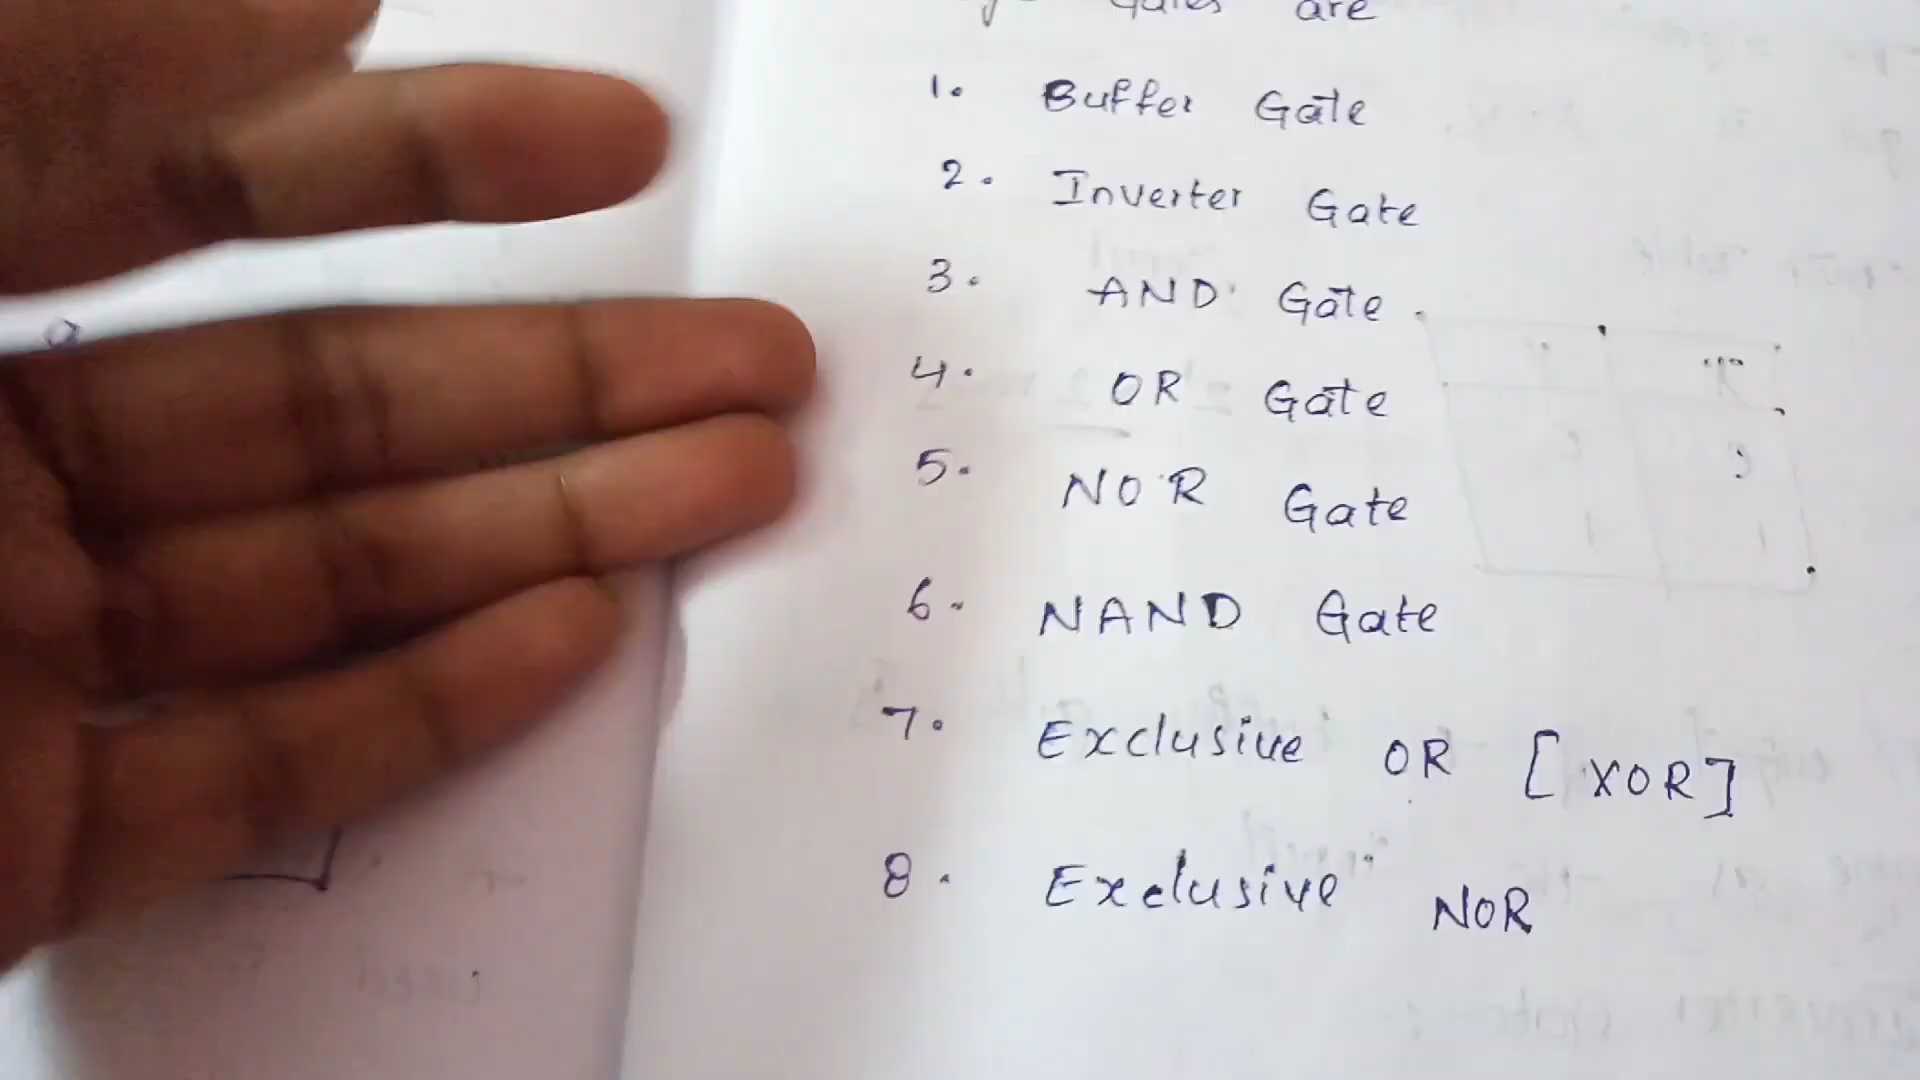 Gates are
1. Buffer Gate
2. Inverter Gate
3. AND Gate.
4. OR Gate
5. NOR Gate
6. NAND Gate
7. Exclusive OR [XOR]
8. Exclusive NOR